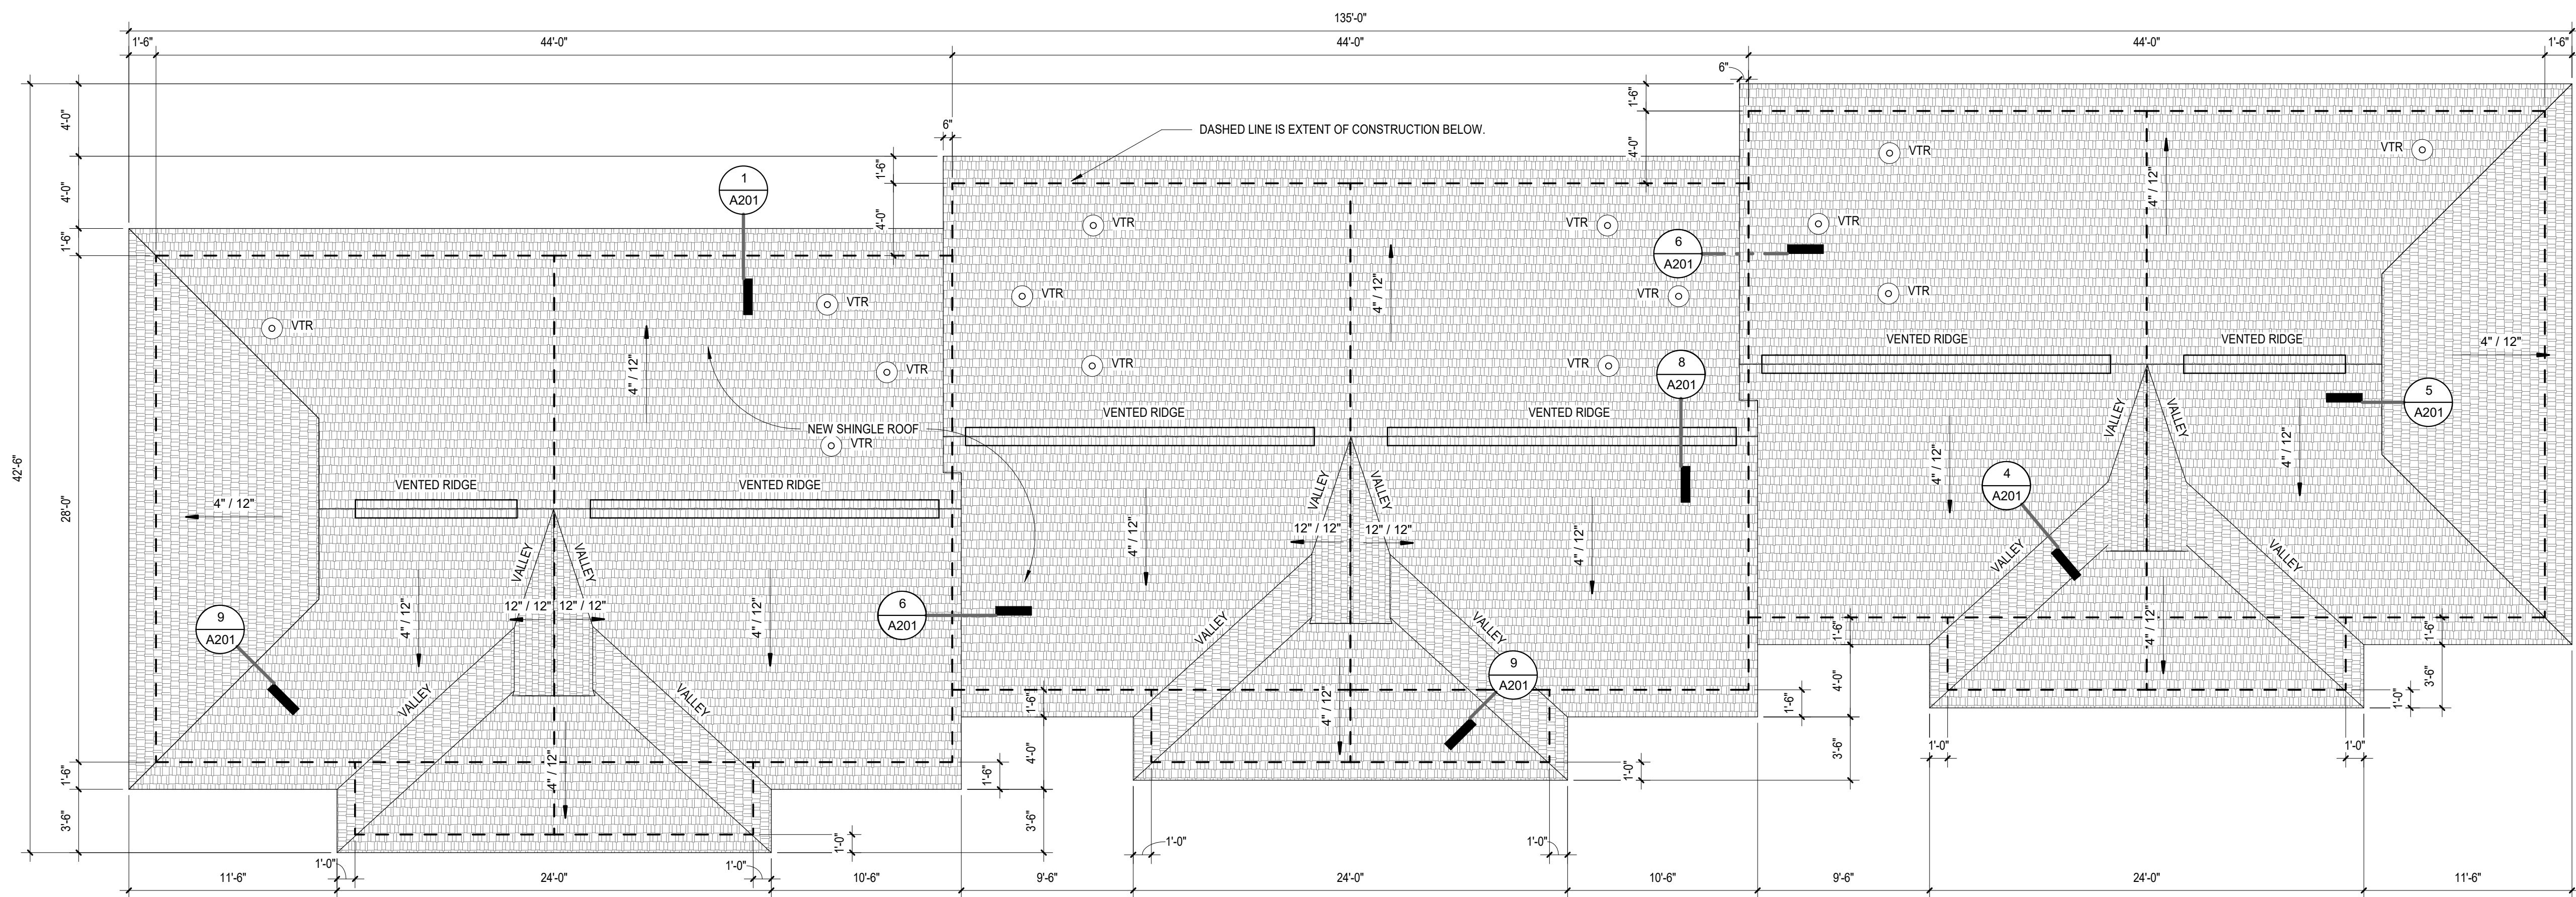 135'-0"
1'-6"
44'-0"
44'-0"
44'-0"
1'-6"
6"
1'-6"
4'-0"
6"
DASHED LINE IS EXTENT OF CONSTRUCTION BELOW.
4'-0"
VTR
VTR
1'-6"
4'-0"
1
A201
4" / 12"
4'-0"
VTR
VTR
VTR
1'-6"
6
A201
4" / 12"
VTR
VTR
VTR
VTR
VTR
4" / 12"
VENTED RIDGE
VENTED RIDGE
4" / 12"
VTR
VTR
VTR
8
A201
5
A201
VENTED RIDGE
VENTED RIDGE
VALLEY
VALLEY
NEW SHINGLE ROOF
VTR
4" / 12"
4" / 12"
42'-6"
28'-0"
VENTED RIDGE
VENTED RIDGE
VALLEY
VALLEY
4
A201
4" / 12"
12" / 12"
12" / 12"
4" / 12"
4" / 12"
VALLEY
VALLEY
VALLEY
VALLEY
9
A201
4" / 12"
12" / 12"
12" / 12"
4" / 12"
6
A201
VALLEY
VALLEY
4" / 12"
1'-6"
1'-6"
9
A201
4'-0"
3'-6"
VALLEY
VALLEY
1'-6"
4" / 12"
1'-6"
1'-0"
1'-6"
4" / 12"
4'-0"
1'-6"
1'-0"
3'-6"
1'-0"
1'-0"
3'-6"
3'-6"
1'-0"
1'-0"
1'-0"
1'-0"
1'-0"
11'-6"
24'-0"
10'-6"
9'-6"
24'-0"
10'-6"
9'-6"
24'-0"
11'-6"